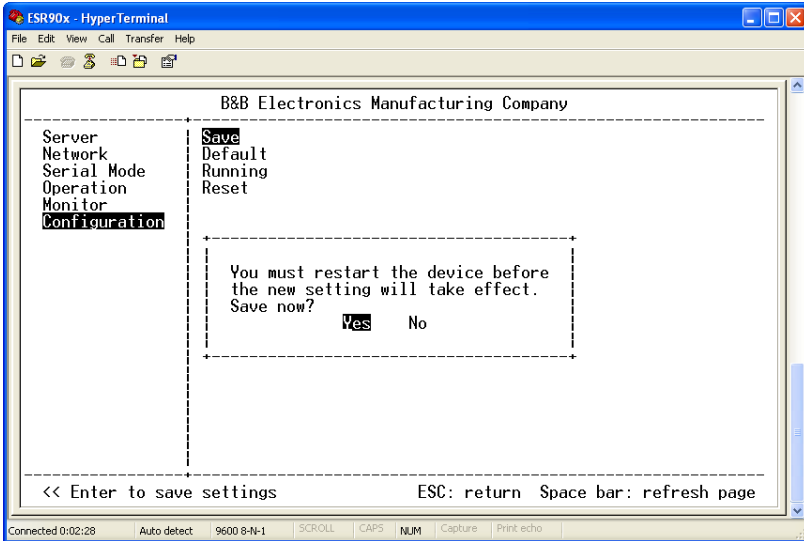 ESR90x - HyperTerminal
File Edit View Call Transfer Help
B&B Electronics Manufacturing Company
Server
Network
Serial Mode
Operation
Monitor
Configuration
Save
Default
Running
Reset
You must restart the device before
the new setting will take effect.
Save now?
Yes No
<< Enter to save settings ESC: return Space bar: refresh page
Connected 0:02:28 Auto detect 9600 8-N-1 SCROLL CAPS NUM Capture Print echo